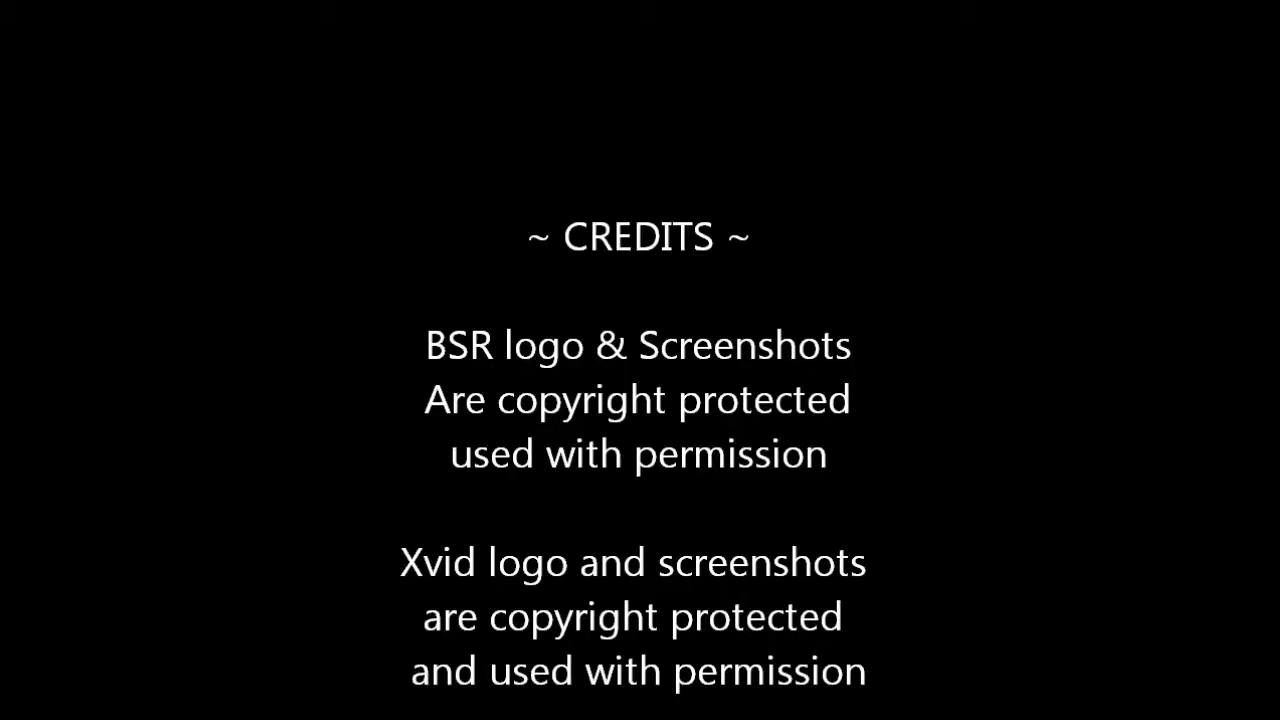 ~ CREDITS ~
BSR logo & Screenshots
Are copyright protected
used with permission
Xvid logo and screenshots
are copyright protected
and used with permission